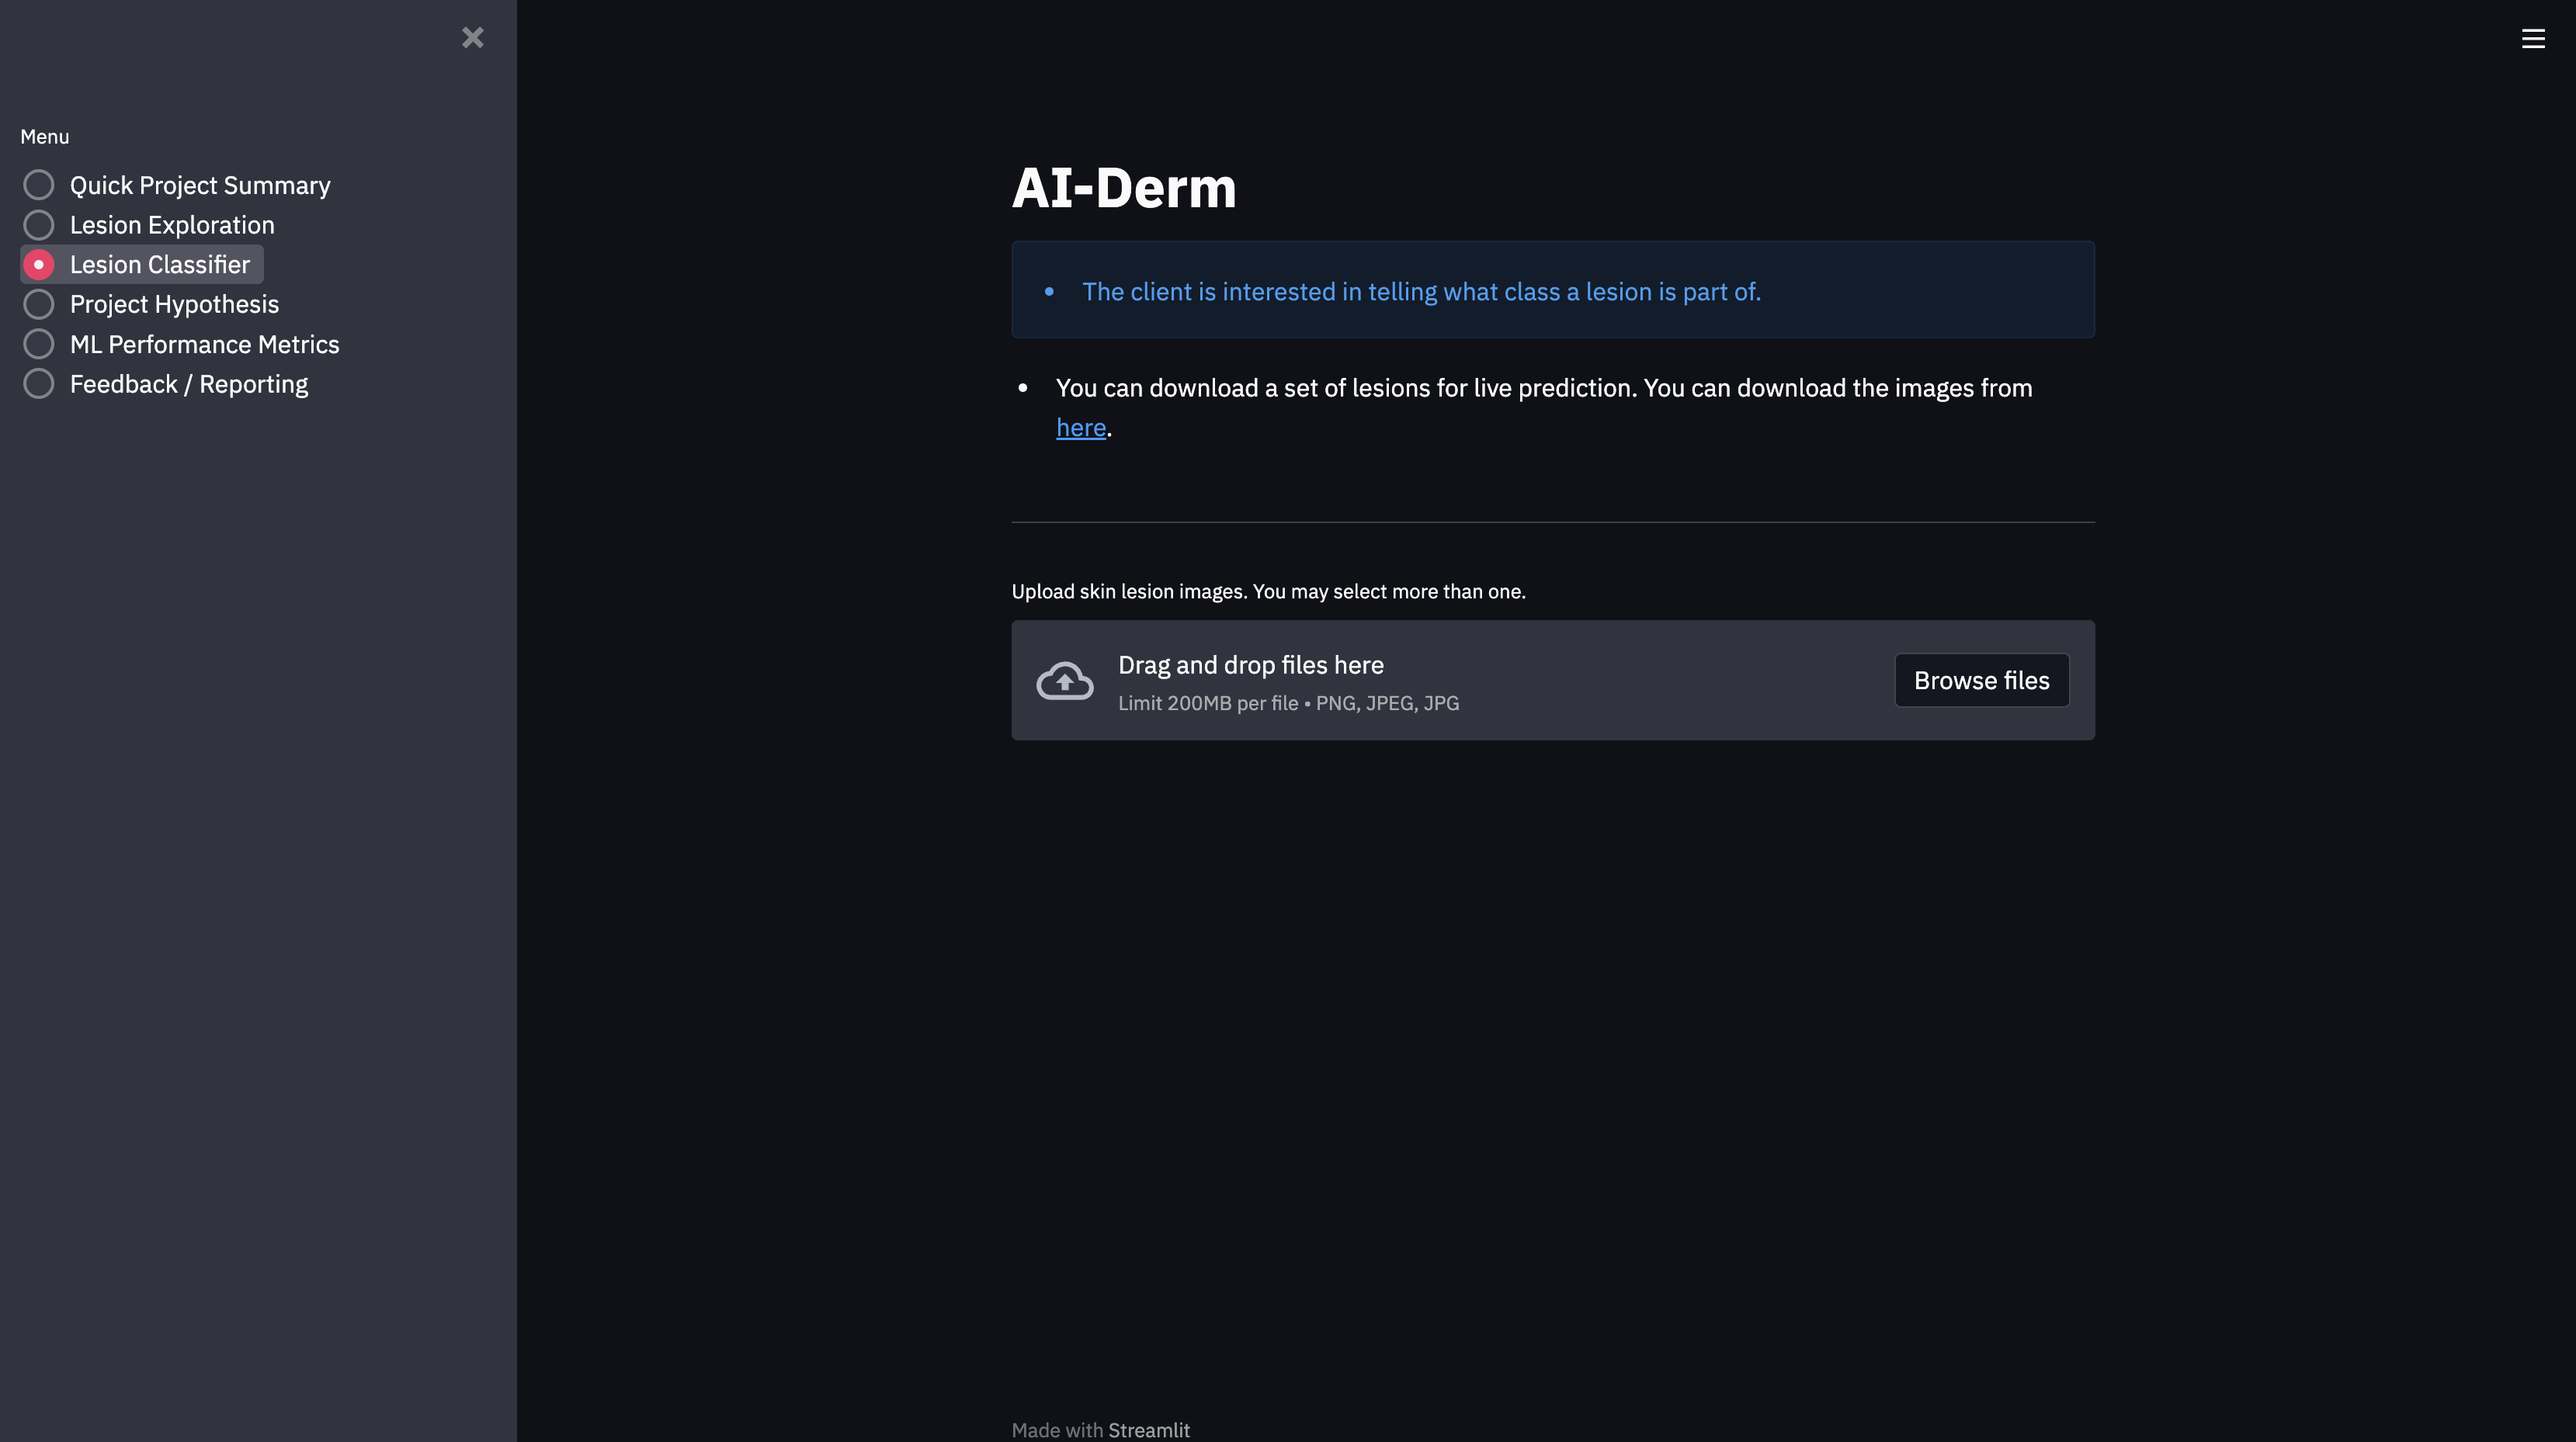 Menu
Quick Project Summary
Lesion Exploration
Lesion Classifier
Project Hypothesis
ML Performance Metrics
Feedback / Reporting
AI-Derm
The client is interested in telling what class a lesion is part of.
You can download a set of lesions for live prediction. You can download the images from
here.
Upload skin lesion images. You may select more than one.
Drag and drop files here
Limit 200MB per file • PNG, JPEG, JPG
Browse files
Made with Streamlit